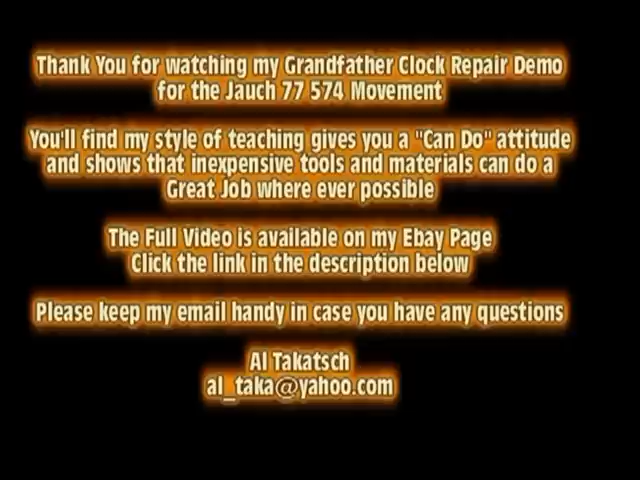 Thank You for watching my Grandfather Clock Repair Demo
for the Jauch 77 574 Movement
You'll find my style of teaching gives you a "Can Do" attitude
and shows that inexpensive tools and materials can do a
Great Job where ever possible
The Full Video is available on my Ebay Page
Click the link in the description below
Please keep my email handy in case you have any questions
Al Takatsch
al_taka@yahoo.com